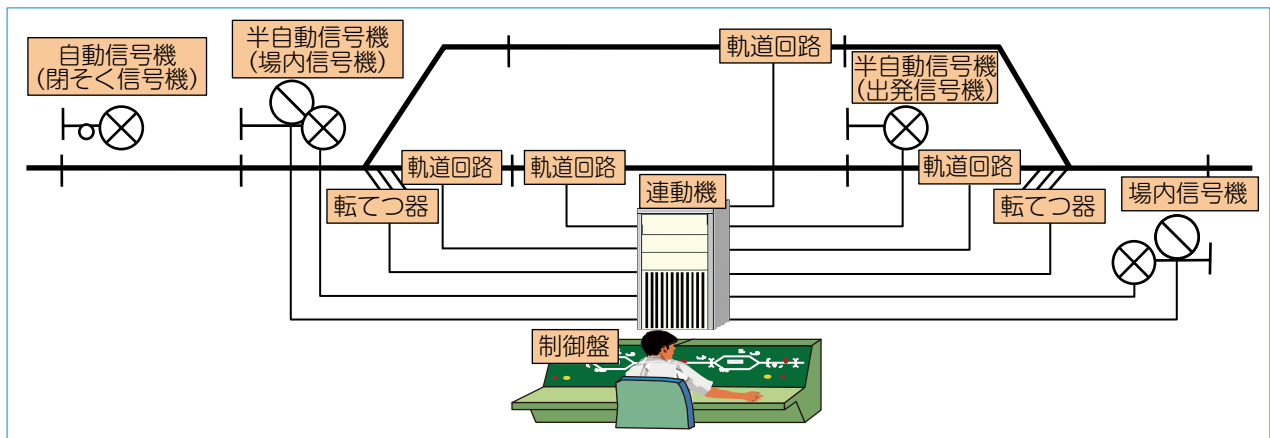 自動信号機
(閉そく信号機)
半自動信号機
(場内信号機)
軌道回路
半自動信号機
(出発信号機)
軌道回路
軌道回路
軌道回路
転てつ器
連動機
転てつ器
場内信号機
制御盤